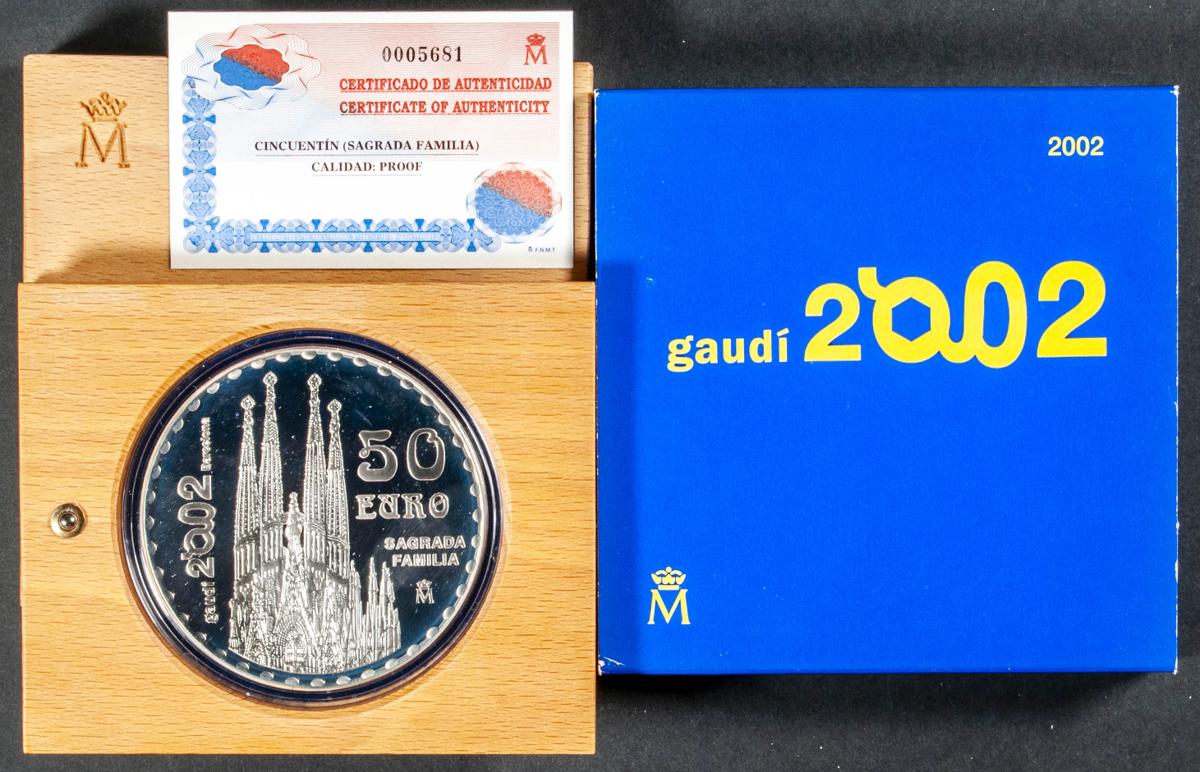 0005681
M
CERTIFICADO DE AUTENTICIDAD
CERTIFICATE OF AUTHENTICITY
CINCUENTÍN (SAGRADA FAMILIA)
CALIDAD: PROOF
F.N.M.T.
M
gaudí 2002 Barcelona
50
EURO
SAGRADA
FAMILIA
M
2002
gaudí 2002
M